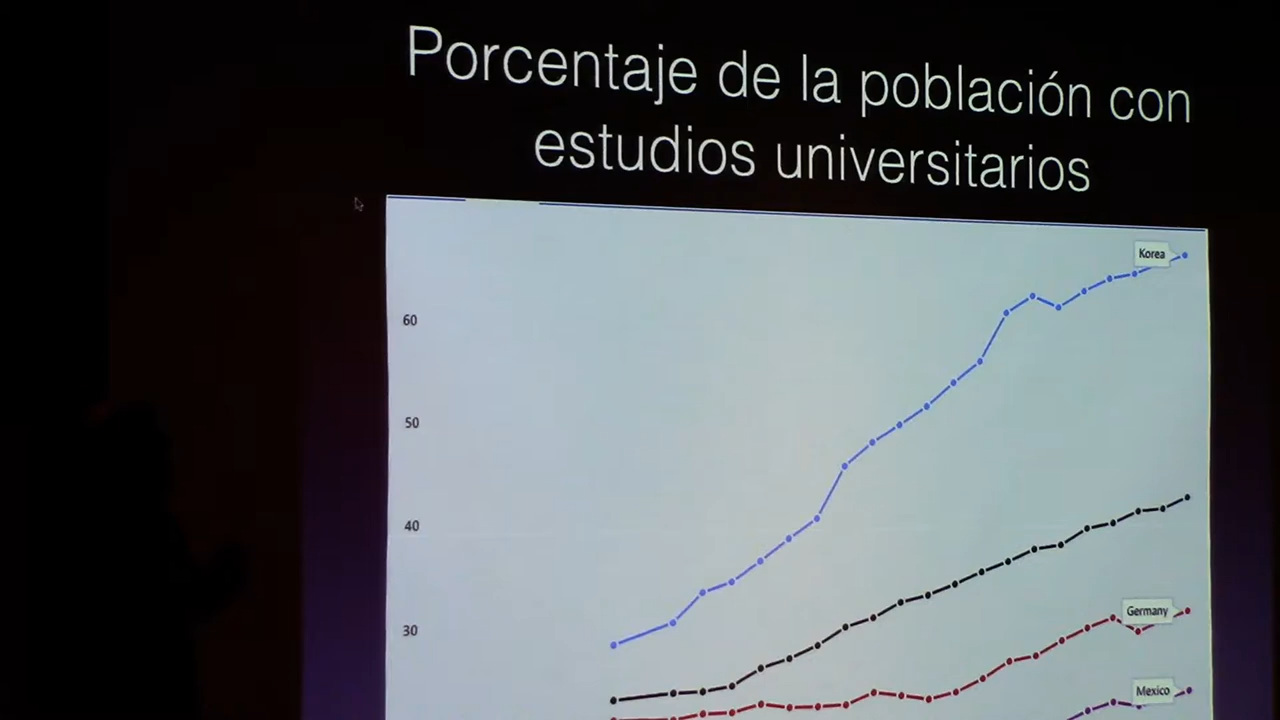 Porcentaje de la población con
estudios universitarios
Korea
60
50
40
Germany
30
Mexico